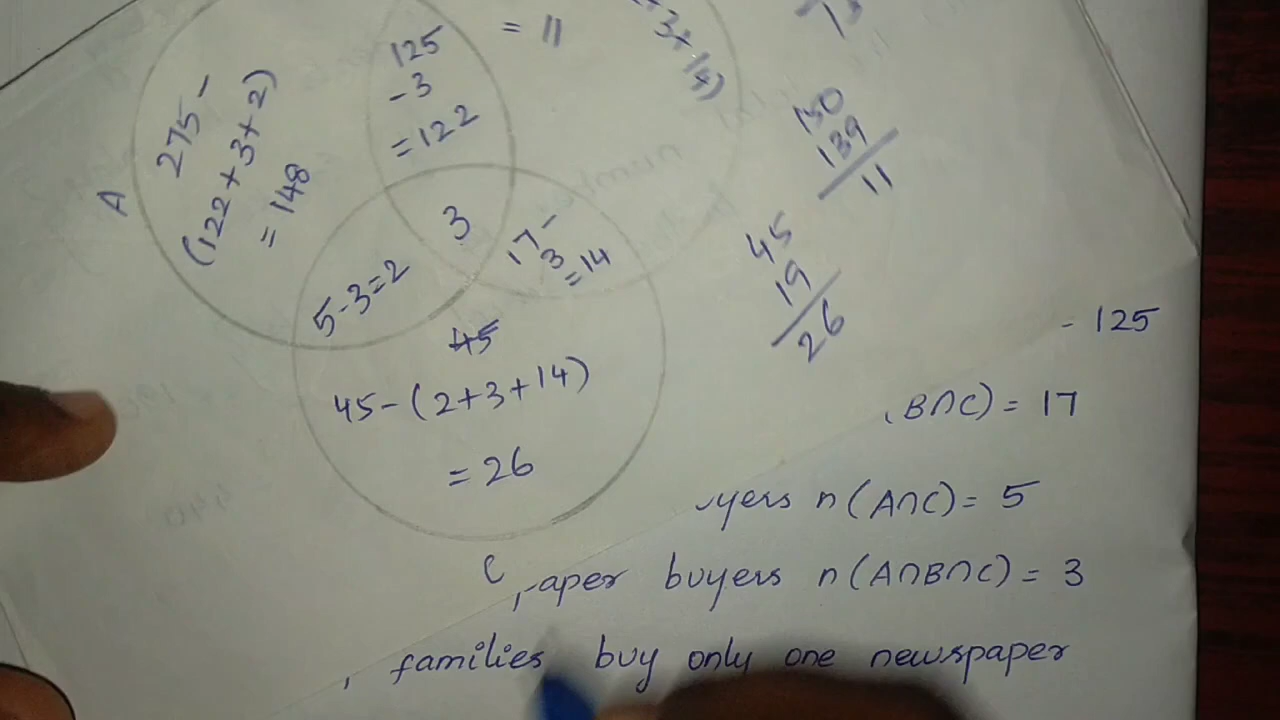 125
- 3
= 122
= 11
275 -
(122 + 3 + 2)
= 148
A
3
5 - 3 = 2
17 -
3
= 14
45
45 - (2 + 3 + 14)
= 26
C
150
139
11
45
19
26
- 125
B∩C) = 17
yers n(A∩C) = 5
aper buyers n(A∩B∩C) = 3
families buy only one newspaper